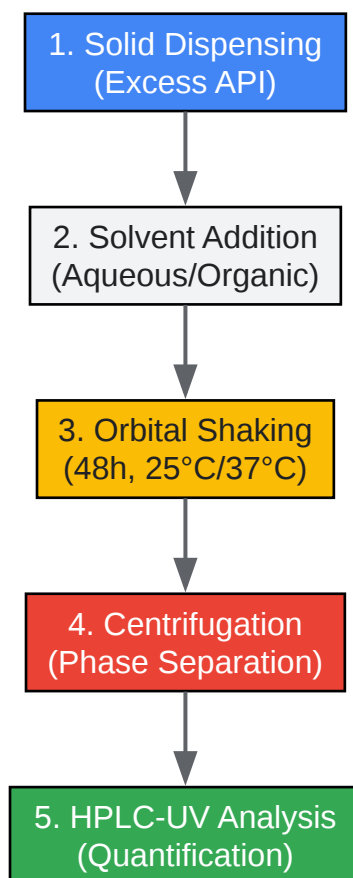 1. Solid Dispensing
(Excess API)
2. Solvent Addition
(Aqueous/Organic)
3. Orbital Shaking
(48h, 25°C/37°C)
4. Centrifugation
(Phase Separation)
5. HPLC-UV Analysis
(Quantification)